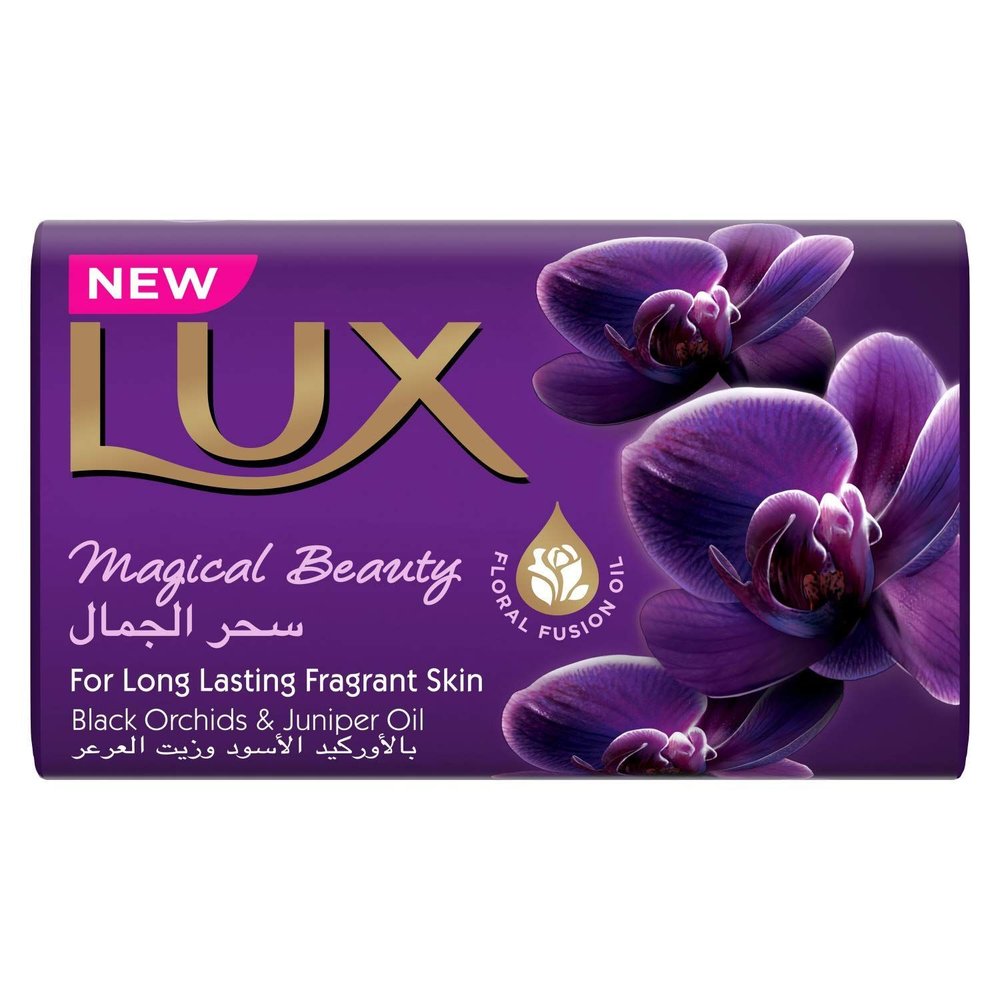 NEW
LUX
Magical Beauty
سحر الجمال
FLORAL FUSION OIL
For Long Lasting Fragrant Skin
Black Orchids & Juniper Oil
بالأوركيد الأسود وزيت العرعر